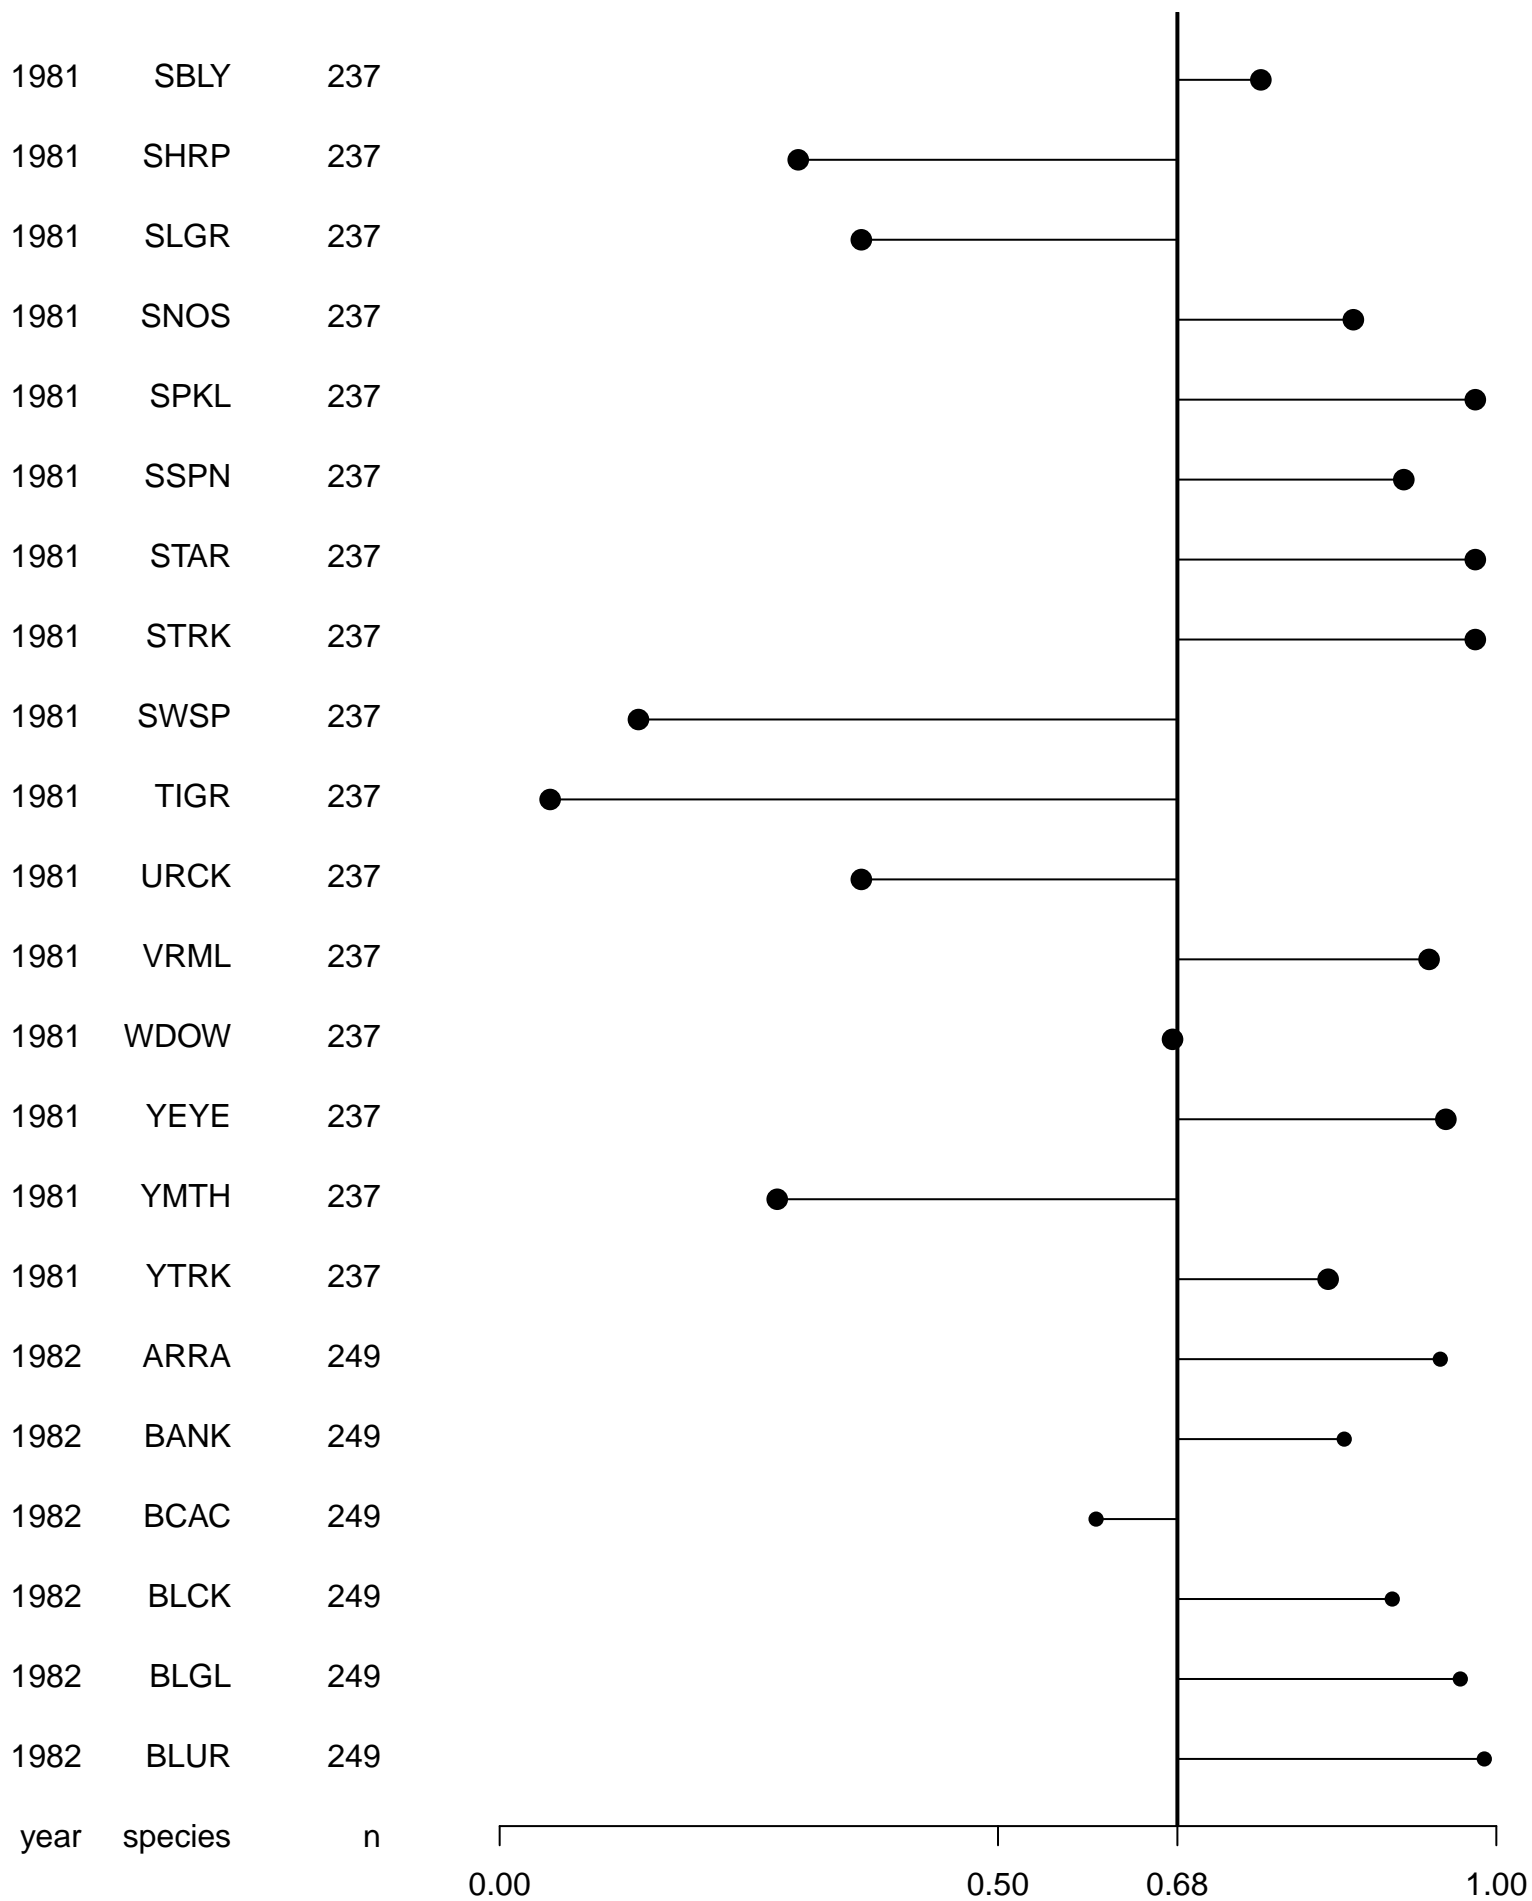 1981 SBLY 237
1981 SHRP 237
1981 SLGR 237
1981 SNOS 237
1981 SPKL 237
1981 SSPN 237
1981 STAR 237
1981 STRK 237
1981 SWSP 237
1981 TIGR 237
1981 URCK 237
1981 VRML 237
1981 WDOW 237
1981 YEYE 237
1981 YMTH 237
1981 YTRK 237
1982 ARRA 249
1982 BANK 249
1982 BCAC 249
1982 BLCK 249
1982 BLGL 249
1982 BLUR 249
year species n
0.00 0.50 0.68 1.00